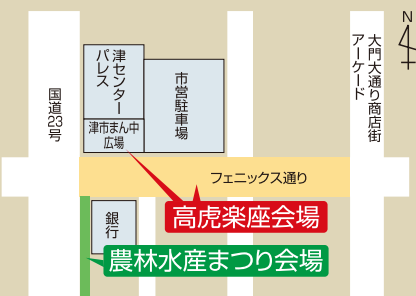 N
大門大通り商店街
アーケード
国道23号
津センター
パレス
市営駐車場
津市まん中
広場
フェニックス通り
高虎楽座会場
銀行
農林水産まつり会場